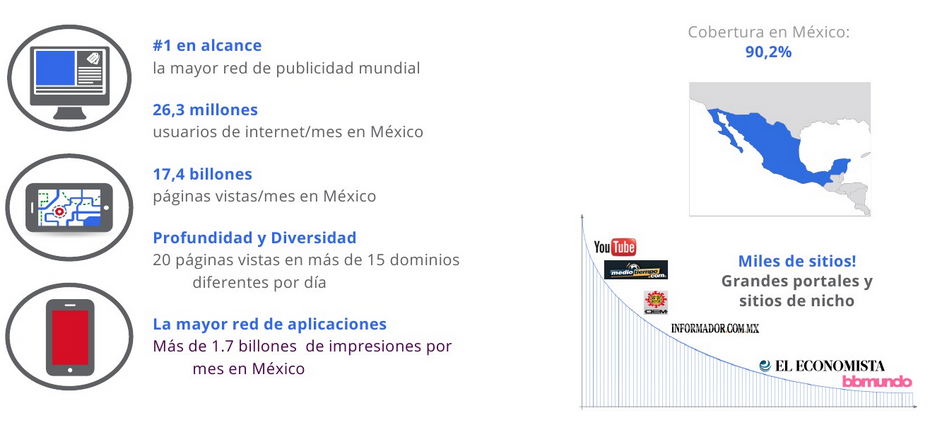 #1 en alcance
la mayor red de publicidad mundial
26,3 millones
usuarios de internet/mes en México
17,4 billones
páginas vistas/mes en México
Profundidad y Diversidad
20 páginas vistas en más de 15 dominios
diferentes por día
La mayor red de aplicaciones
Más de 1.7 billones de impresiones por
mes en México
Cobertura en México:
90,2%
YouTube
mediotiempo.com
OEM
INFORMADOR.COM.MX
EL ECONOMISTA
bbmundo
Miles de sitios!
Grandes portales y
sitios de nicho